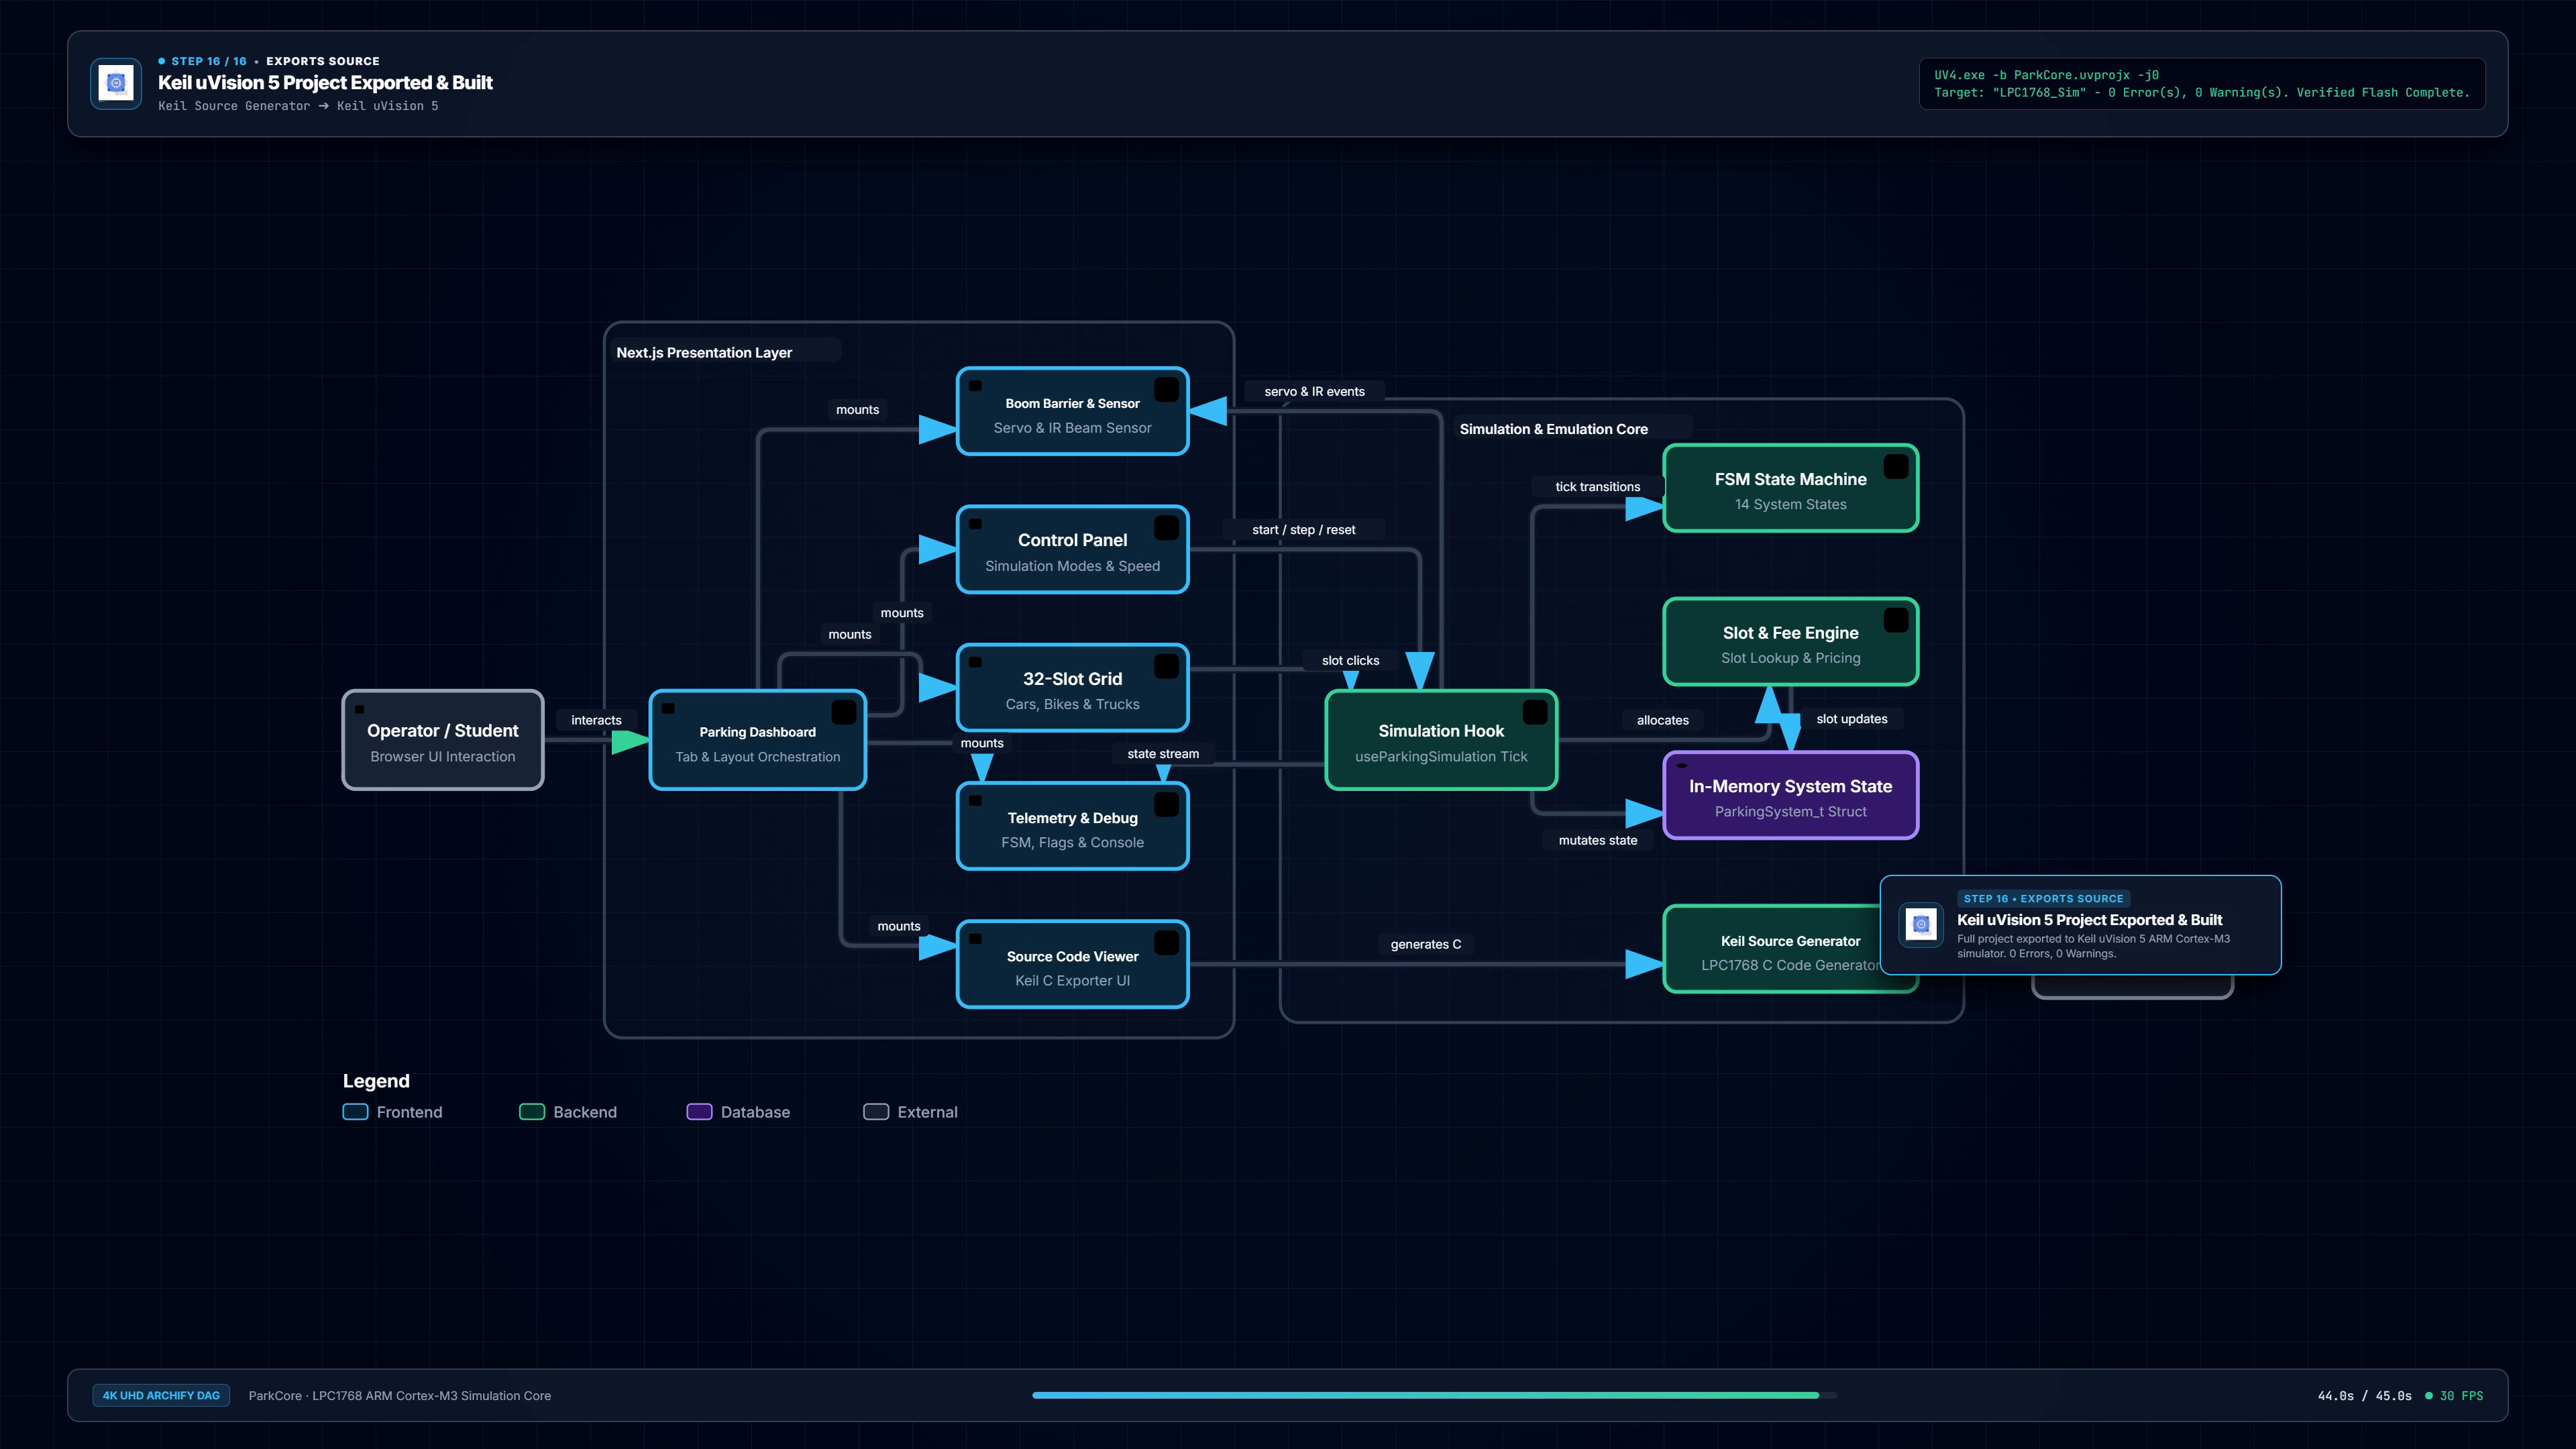 STEP 16 / 16 • EXPORTS SOURCE
Keil uVision 5 Project Exported & Built
Keil Source Generator → Keil uVision 5
UV4.exe -b ParkCore.uvprojx -j0
Target: "LPC1768_Sim" - 0 Error(s), 0 Warning(s). Verified Flash Complete.
Next.js Presentation Layer
mounts
Boom Barrier & Sensor
Servo & IR Beam Sensor
servo & IR events
Simulation & Emulation Core
tick transitions
FSM State Machine
14 System States
Control Panel
Simulation Modes & Speed
start / step / reset
mounts
mounts
32-Slot Grid
Cars, Bikes & Trucks
slot clicks
Slot & Fee Engine
Slot Lookup & Pricing
Operator / Student
Browser UI Interaction
interacts
Parking Dashboard
Tab & Layout Orchestration
mounts
state stream
Simulation Hook
useParkingSimulation Tick
allocates
slot updates
In-Memory System State
ParkingSystem_t Struct
mutates state
Telemetry & Debug
FSM, Flags & Console
mounts
Source Code Viewer
Keil C Exporter UI
generates C
Keil Source Generator
LPC1768 C Code Generator
STEP 16 • EXPORTS SOURCE
Keil uVision 5 Project Exported & Built
Full project exported to Keil uVision 5 ARM Cortex-M3
simulator. 0 Errors, 0 Warnings.
Legend
Frontend
Backend
Database
External
4K UHD ARCHIFY DAG
ParkCore · LPC1768 ARM Cortex-M3 Simulation Core
44.0s / 45.0s
30 FPS